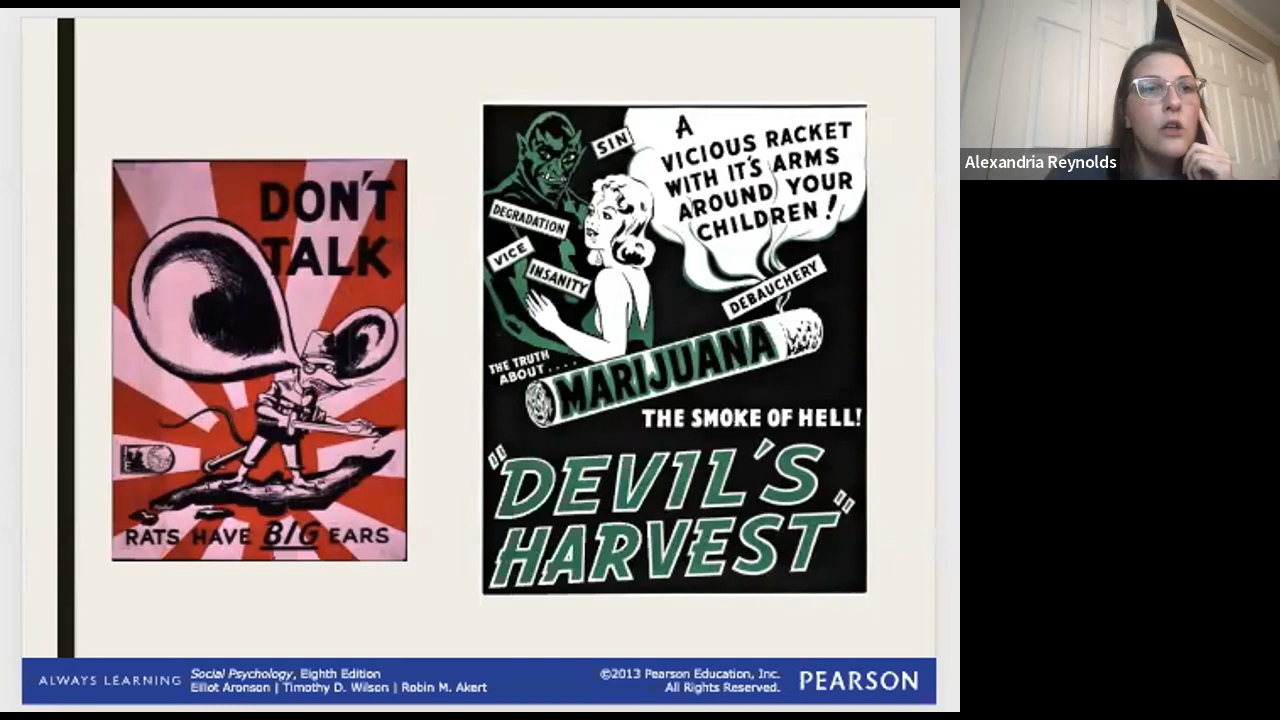 DON'T
TALK
RATS HAVE BIG EARS
SIN
A
VICIOUS RACKET
WITH IT'S ARMS
AROUND YOUR
CHILDREN!
DEGRADATION
VICE
INSANITY
DEBAUCHERY
THE TRUTH
ABOUT....
MARIJUANA
THE SMOKE OF HELL!
"DEVIL'S
HARVEST"
ALWAYS LEARNING
Social Psychology, Eighth Edition
Elliot Aronson | Timothy D. Wilson | Robin M. Akert
©2013 Pearson Education, Inc.
All Rights Reserved.
PEARSON
Alexandria Reynolds